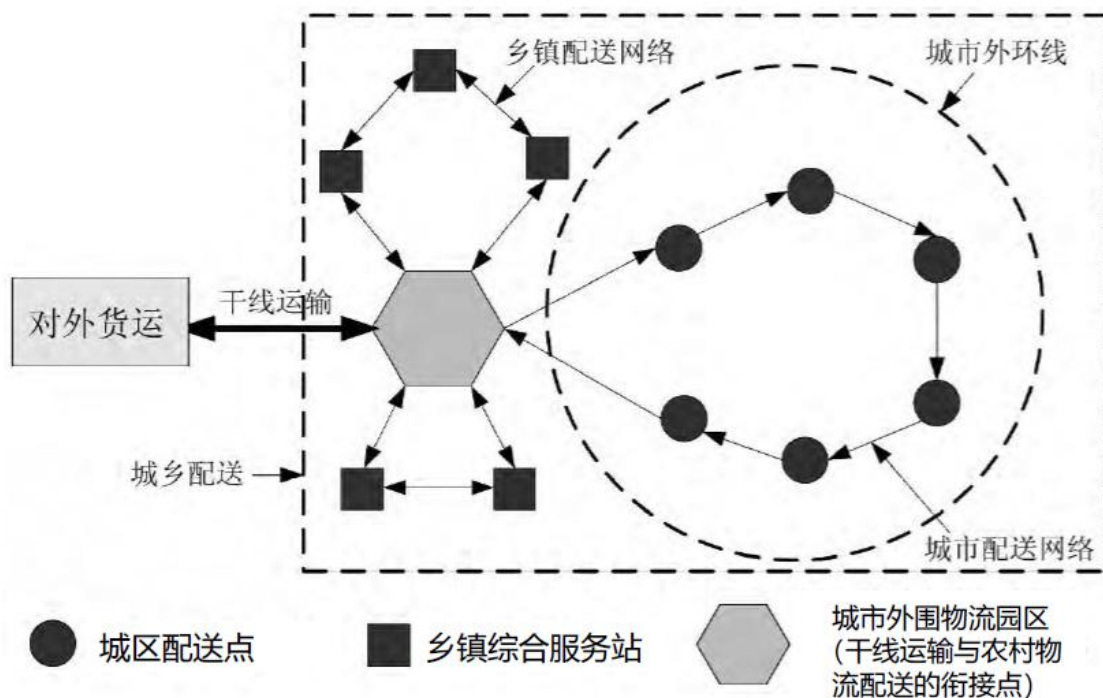 乡镇配送网络
城市外环线
对外货运
干线运输
城乡配送
城市配送网络
城区配送点
乡镇综合服务站
城市外围物流园区
（干线运输与农村物
流配送的衔接点）